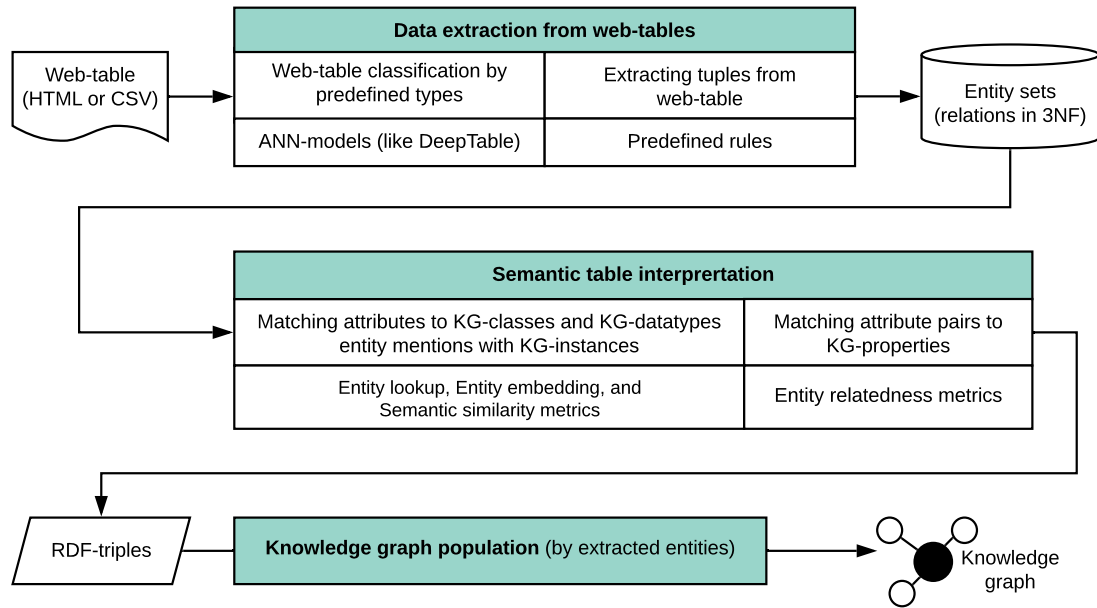 Data extraction from web-tables
Web-table
(HTML or CSV)
Web-table classification by
predefined types
Extracting tuples from
web-table
ANN-models (like DeepTable)
Predefined rules
Entity sets
(relations in 3NF)
Semantic table interprertation
Matching attributes to KG-classes and KG-datatypes
entity mentions with KG-instances
Matching attribute pairs to
KG-properties
Entity lookup, Entity embedding, and
Semantic similarity metrics
Entity relatedness metrics
RDF-triples
Knowledge graph population (by extracted entities)
Knowledge
graph